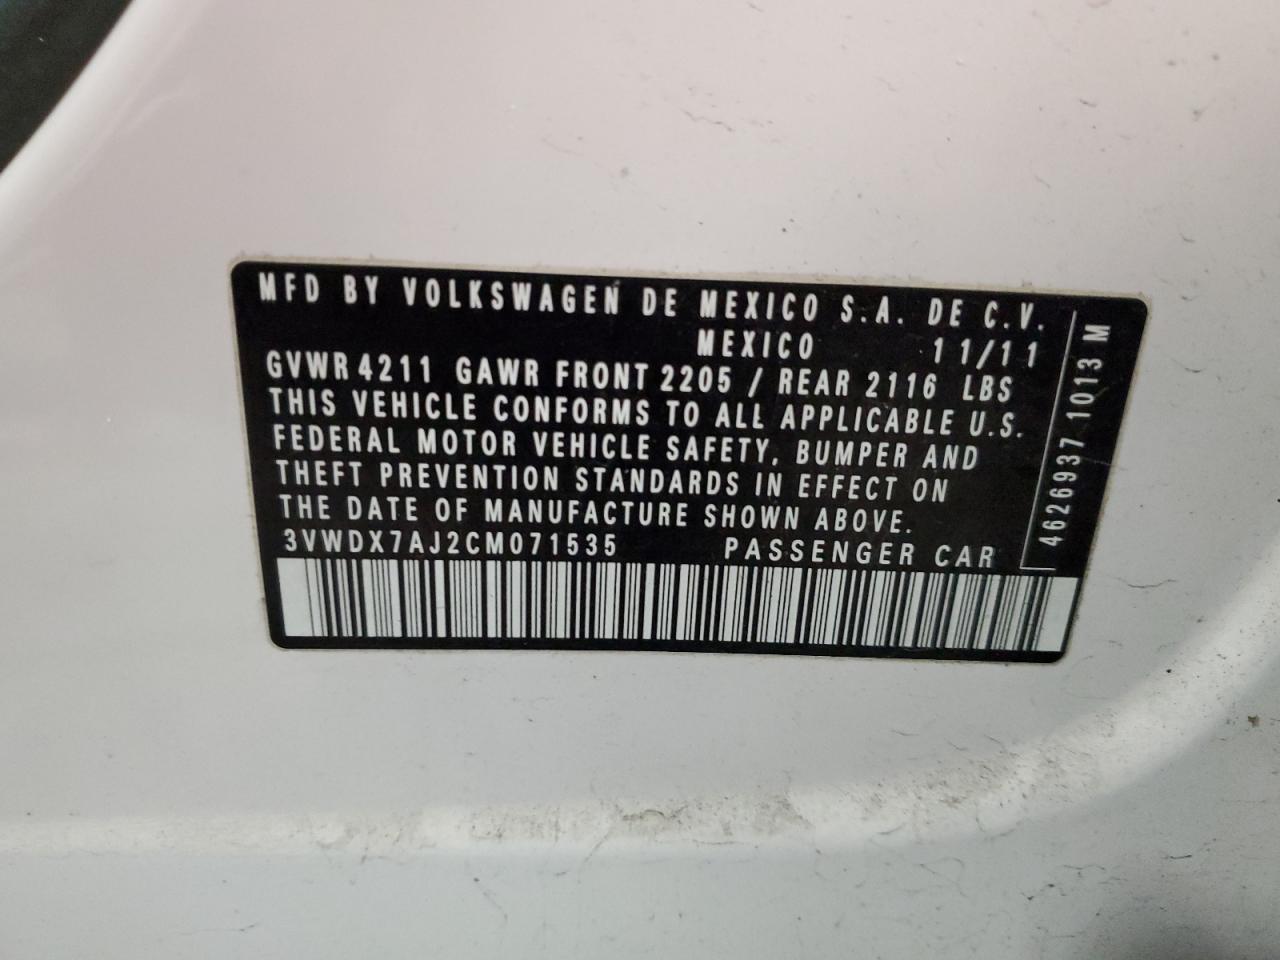 MFD BY VOLKSWAGEN DE MEXICO S.A. DE C.V.
MEXICO 11/11
GVWR 4211 GAWR FRONT 2205 / REAR 2116 LBS
THIS VEHICLE CONFORMS TO ALL APPLICABLE U.S.
FEDERAL MOTOR VEHICLE SAFETY, BUMPER AND
THEFT PREVENTION STANDARDS IN EFFECT ON
THE DATE OF MANUFACTURE SHOWN ABOVE.
3VWDX7AJ2CM071535 PASSENGER CAR
4626937 1013 M